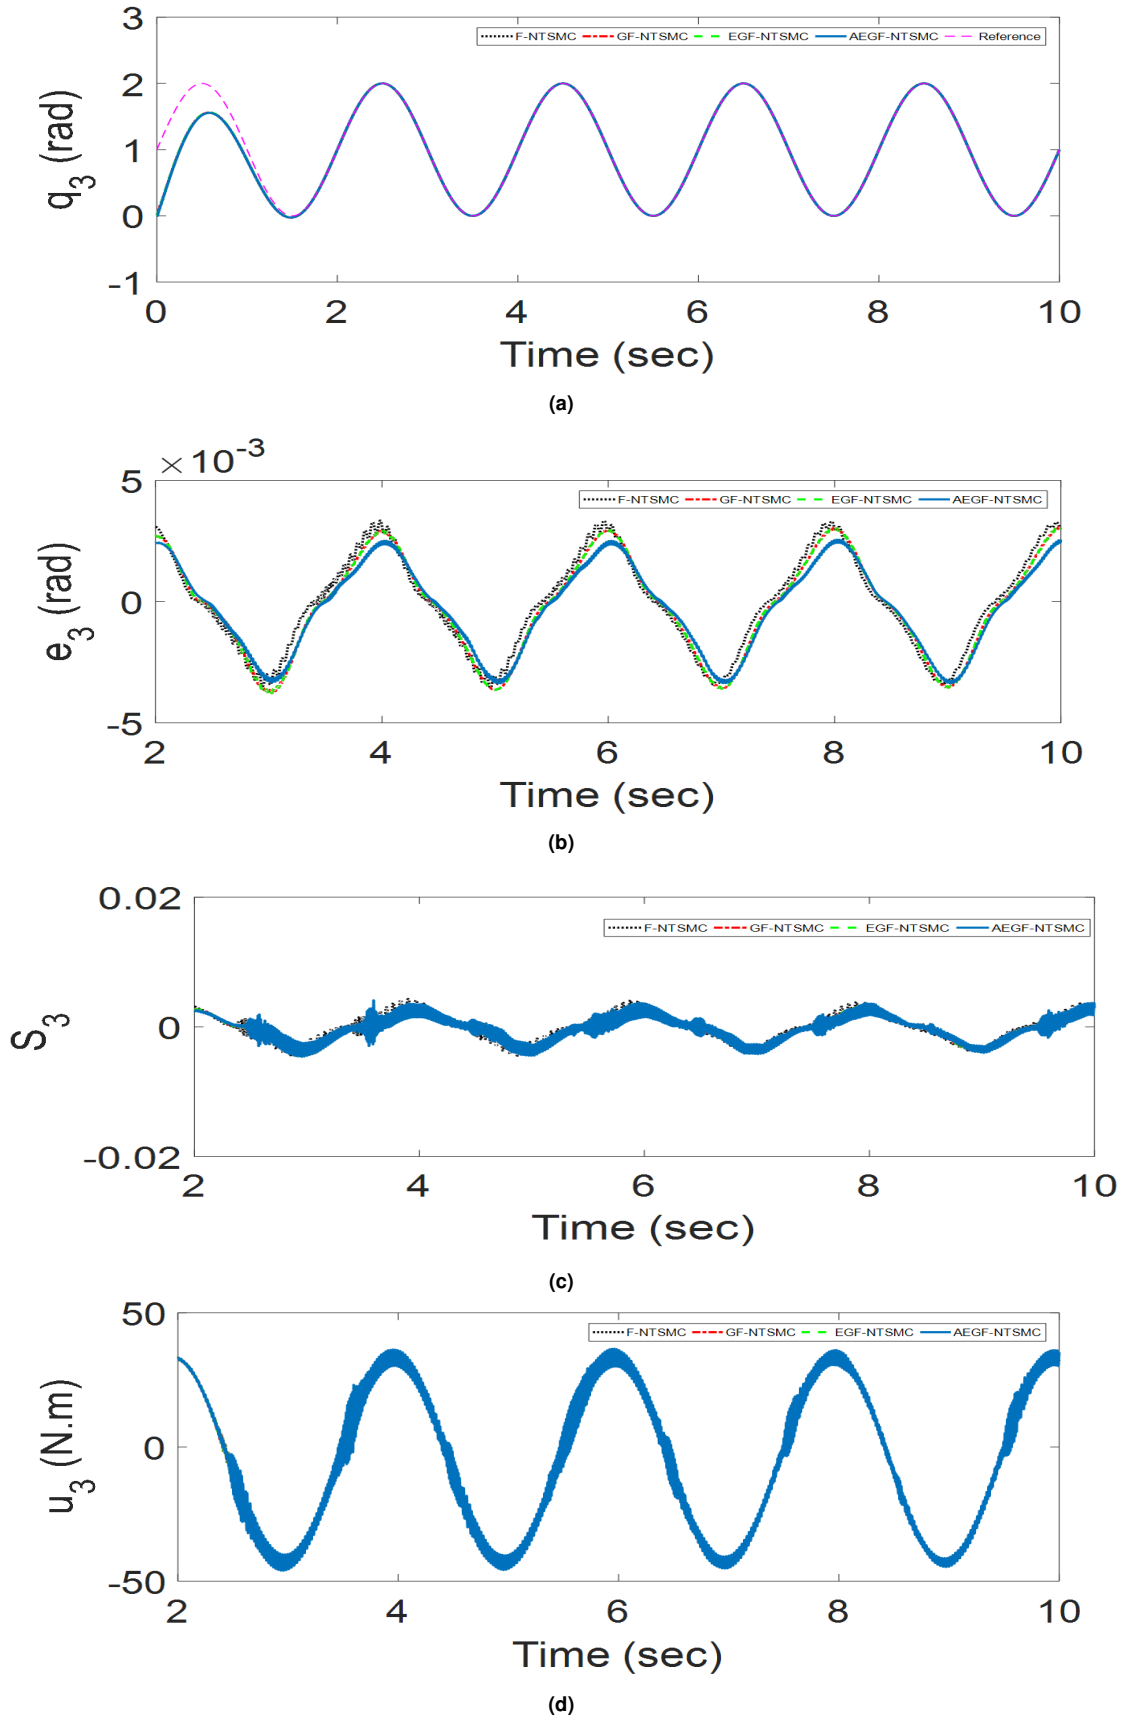 3
F-NTSMC GF-NTSMC EGF-NTSMC AEGF-NTSMC Reference
2
1
0
-1
q3 (rad)
0 2 4 6 8 10
Time (sec)
(a)
× 10-3
5
F-NTSMC GF-NTSMC EGF-NTSMC AEGF-NTSMC
0
-5
e3 (rad)
2 4 6 8 10
Time (sec)
(b)
0.02
F-NTSMC GF-NTSMC EGF-NTSMC AEGF-NTSMC
0
-0.02
S3
2 4 6 8 10
Time (sec)
(c)
50
F-NTSMC GF-NTSMC EGF-NTSMC AEGF-NTSMC
0
-50
u3 (N.m)
2 4 6 8 10
Time (sec)
(d)